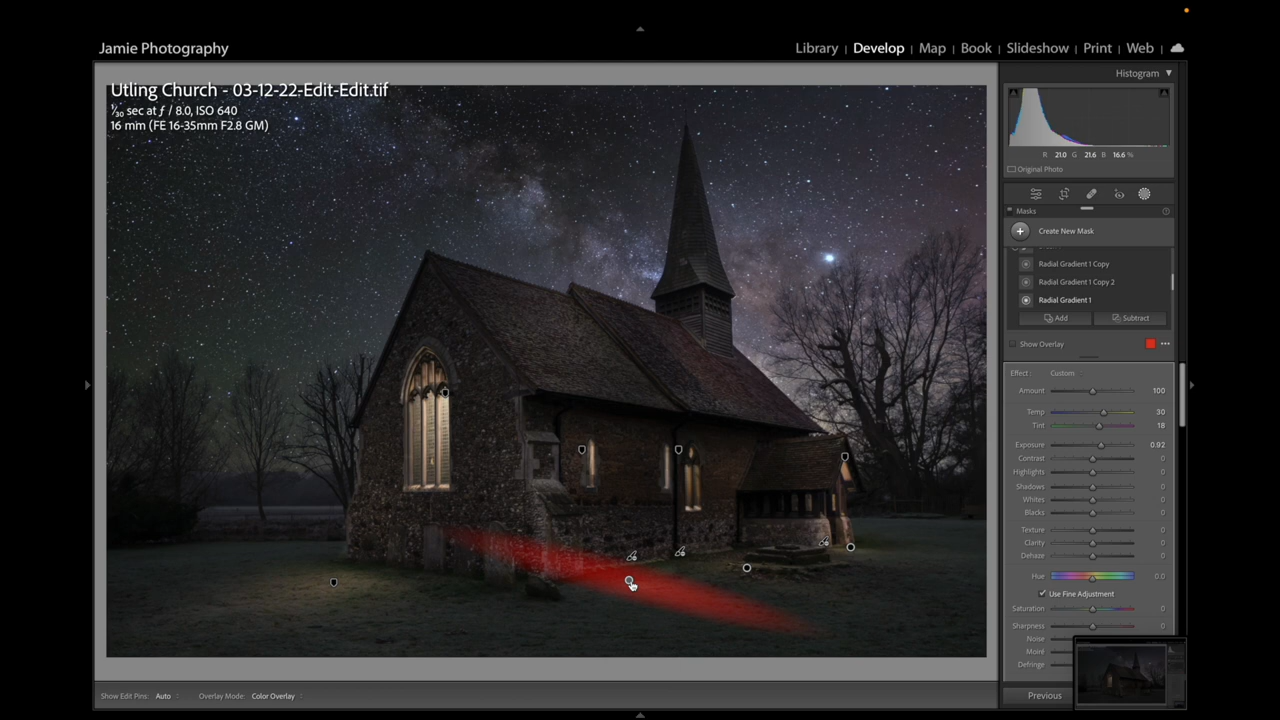 Jamie Photography
Library | Develop | Map | Book | Slideshow | Print | Web
Utling Church - 03-12-22-Edit-Edit.tif
1/30 sec at ƒ / 8.0, ISO 640
16 mm (FE 16-35mm F2.8 GM)
Histogram
R 21.0 G 21.6 B 16.6 %
Original Photo
Masks
Create New Mask
Radial Gradient 1 Copy
Radial Gradient 1 Copy 2
Radial Gradient 1
Add Subtract
Show Overlay
Effect : Custom
Amount 100
Temp 30
Tint 18
Exposure 0.92
Contrast 0
Highlights 0
Shadows 0
Whites 0
Blacks 0
Texture 0
Clarity 0
Dehaze 0
Hue 0.0
Use Fine Adjustment
Saturation 0
Sharpness 0
Noise
Moiré
Defringe
Show Edit Pins: Auto Overlay Mode: Color Overlay
Previous